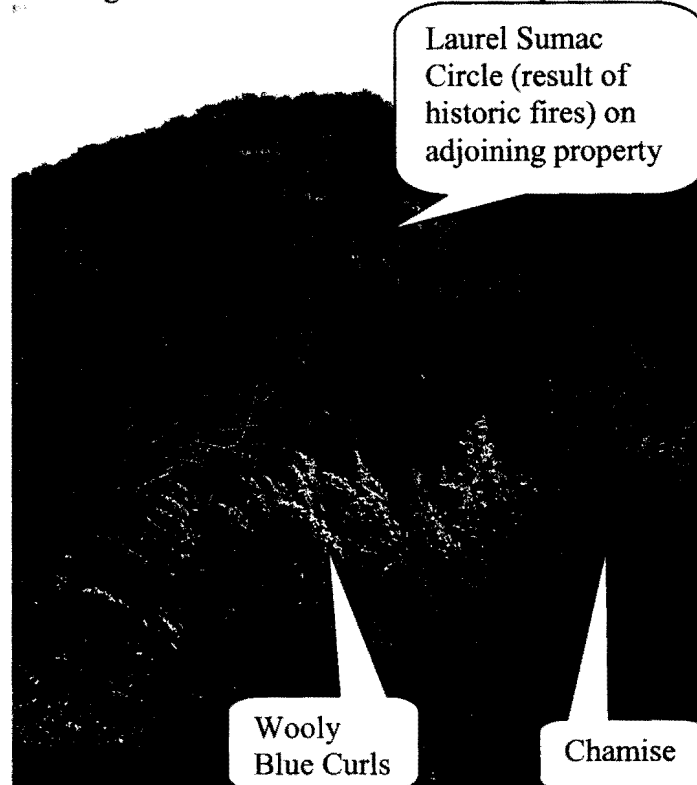 Laurel Sumac
Circle (result of
historic fires) on
adjoining property
Wooly
Blue Curls
Chamise